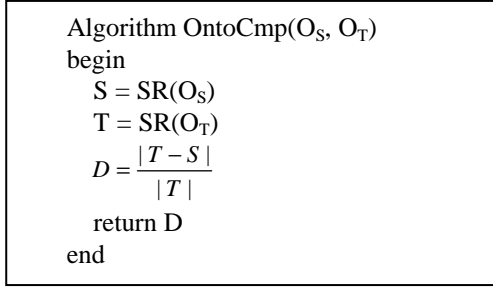 Algorithm OntoCmp(O_S, O_T)
begin
S = SR(O_S)
T = SR(O_T)
D = | T − S | / | T |
return D
end